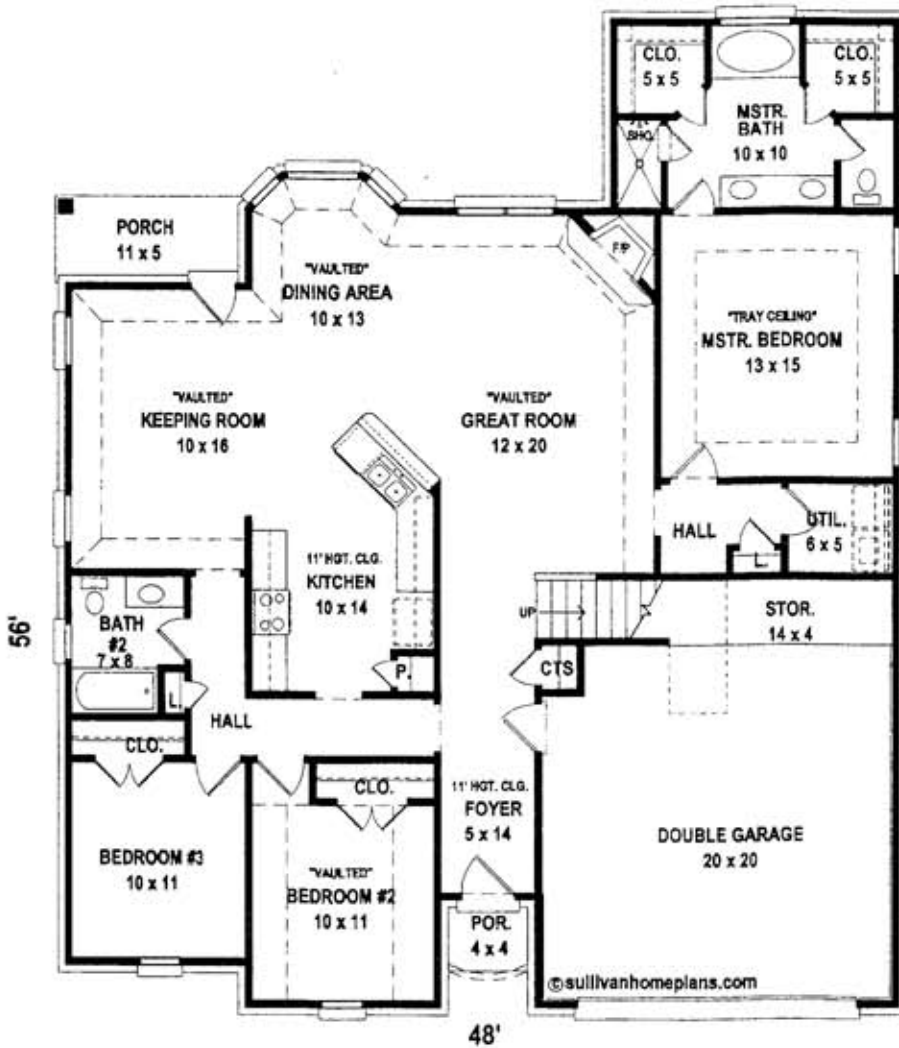 CLO.
5 x 5
CLO.
5 x 5
MSTR.
BATH
10 x 10
SHO.
PORCH
11 x 5
F/P
"VAULTED"
DINING AREA
10 x 13
"TRAY CEILING"
MSTR. BEDROOM
13 x 15
"VAULTED"
KEEPING ROOM
10 x 16
"VAULTED"
GREAT ROOM
12 x 20
HALL
UTIL.
6 x 5
L.
11' HGT. CLG.
KITCHEN
10 x 14
UP
STOR.
14 x 4
56'
BATH
#2
7 x 8
P.
CTS
L.
HALL
CLO.
CLO.
11' HGT. CLG.
FOYER
5 x 14
DOUBLE GARAGE
20 x 20
BEDROOM #3
10 x 11
"VAULTED"
BEDROOM #2
10 x 11
POR.
4 x 4
©sullivanhomeplans.com
48'